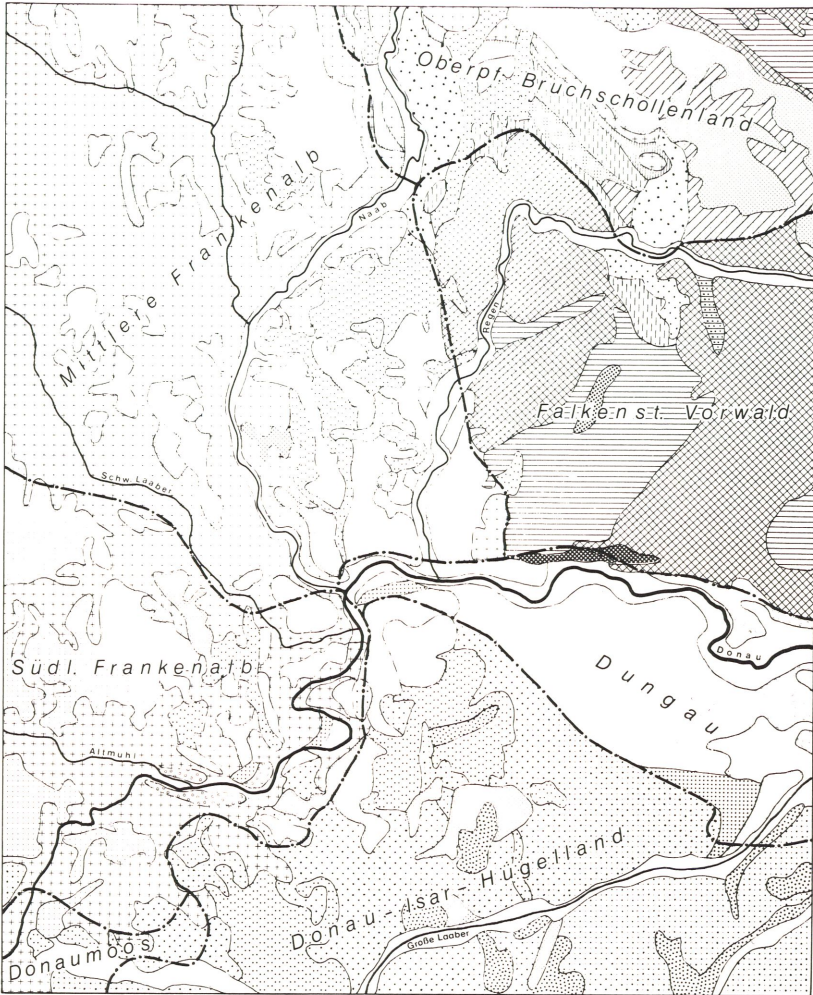 Oberpf. Bruchschollenland
Mittlere Frankenalb
Naab
Regen
Falkenst. Vorwald
Schw. Laaber
Donau
Dungau
Südl. Frankenalb
Altmühl
Donau-Isar-Hügelland
Große Laaber
Donaumoos